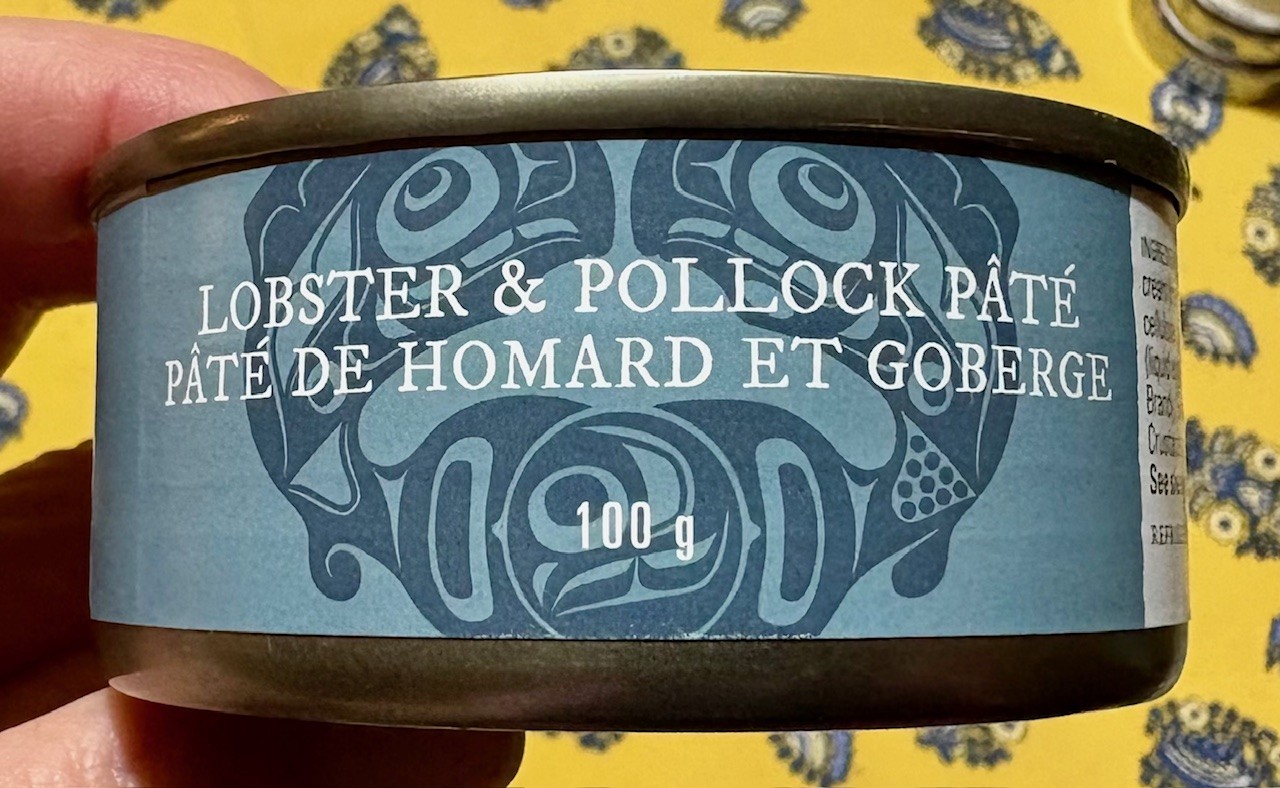 LOBSTER & POLLOCK PÂTÉ
PÂTÉ DE HOMARD ET GOBERGE
100 g